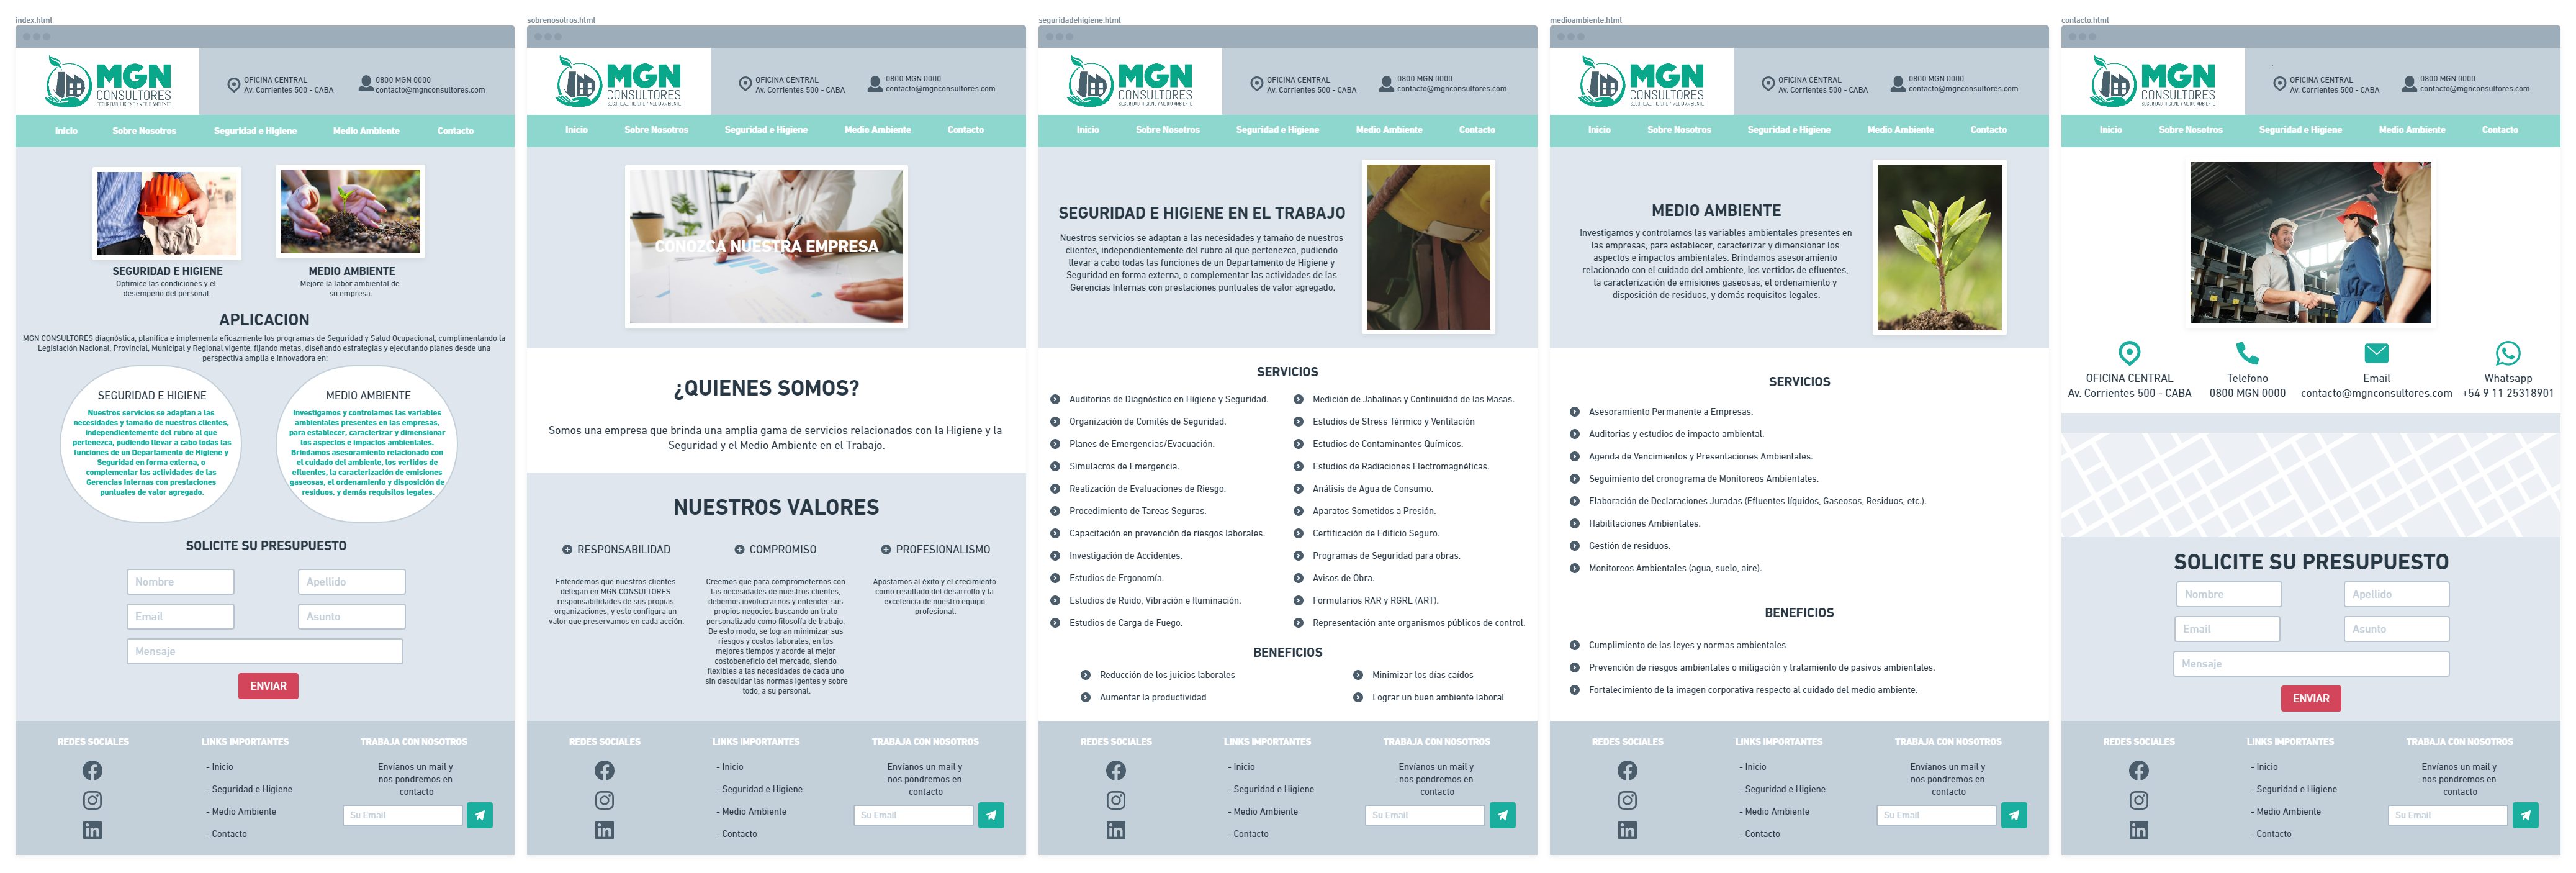 index.html
MGN
CONSULTORES
SEGURIDAD, HIGIENE Y MEDIO AMBIENTE
OFICINA CENTRAL
Av. Corrientes 500 - CABA
0800 MGN 0000
contacto@mgnconsultores.com
Inicio
Sobre Nosotros
Seguridad e Higiene
Medio Ambiente
Contacto
SEGURIDAD E HIGIENE
Optimice las condiciones y el
desempeño del personal.
MEDIO AMBIENTE
Mejore la labor ambiental de
su empresa.
APLICACION
MGN CONSULTORES diagnóstica, planifica e implementa eficazmente los programas de Seguridad y Salud Ocupacional, cumplimentando la
Legislación Nacional, Provincial, Municipal y Regional vigente, fijando metas, diseñando estrategias y ejecutando planes desde una
perspectiva amplia e innovadora en:
SEGURIDAD E HIGIENE
Nuestros servicios se adaptan a las
necesidades y tamaño de nuestros clientes,
independientemente del rubro al que
pertenezca, pudiendo llevar a cabo todas las
funciones de un Departamento de Higiene y
Seguridad en forma externa, o
complementar las actividades de las
Gerencias Internas con prestaciones
puntuales de valor agregado.
MEDIO AMBIENTE
Investigamos y controlamos las variables
ambientales presentes en las empresas,
para establecer, caracterizar y dimensionar
los aspectos e impactos ambientales.
Brindamos asesoramiento relacionado con
el cuidado del ambiente, los vertidos de
efluentes, la caracterización de emisiones
gaseosas, el ordenamiento y disposición de
residuos, y demás requisitos legales.
SOLICITE SU PRESUPUESTO
Nombre
Apellido
Email
Asunto
Mensaje
ENVIAR
REDES SOCIALES
LINKS IMPORTANTES
- Inicio
- Seguridad e Higiene
- Medio Ambiente
- Contacto
TRABAJA CON NOSOTROS
Envíanos un mail y
nos pondremos en
contacto
Su Email
sobrenosotros.html
MGN
CONSULTORES
SEGURIDAD, HIGIENE Y MEDIO AMBIENTE
OFICINA CENTRAL
Av. Corrientes 500 - CABA
0800 MGN 0000
contacto@mgnconsultores.com
Inicio
Sobre Nosotros
Seguridad e Higiene
Medio Ambiente
Contacto
CONOZCA NUESTRA EMPRESA
¿QUIENES SOMOS?
Somos una empresa que brinda una amplia gama de servicios relacionados con la Higiene y la
Seguridad y el Medio Ambiente en el Trabajo.
NUESTROS VALORES
RESPONSABILIDAD
Entendemos que nuestros clientes
delegan en MGN CONSULTORES
responsabilidades de sus propias
organizaciones, y esto configura un
valor que preservamos en cada acción.
COMPROMISO
Creemos que para comprometernos con
las necesidades de nuestros clientes,
debemos involucrarnos y entender sus
propios negocios buscando un trato
personalizado como filosofía de trabajo.
De esto modo, se logran minimizar sus
riesgos y costos laborales, en los
mejores tiempos y acorde al mejor
costobeneficio del mercado, siendo
flexibles a las necesidades de cada uno
sin descuidar las normas igentes y sobre
todo, a su personal.
PROFESIONALISMO
Apostamos al éxito y el crecimiento
como resultado del desarrollo y la
excelencia de nuestro equipo
profesional.
REDES SOCIALES
LINKS IMPORTANTES
- Inicio
- Seguridad e Higiene
- Medio Ambiente
- Contacto
TRABAJA CON NOSOTROS
Envíanos un mail y
nos pondremos en
contacto
Su Email
seguridadehigiene.html
MGN
CONSULTORES
SEGURIDAD, HIGIENE Y MEDIO AMBIENTE
OFICINA CENTRAL
Av. Corrientes 500 - CABA
0800 MGN 0000
contacto@mgnconsultores.com
Inicio
Sobre Nosotros
Seguridad e Higiene
Medio Ambiente
Contacto
SEGURIDAD E HIGIENE EN EL TRABAJO
Nuestros servicios se adaptan a las necesidades y tamaño de nuestros
clientes, independientemente del rubro al que pertenezca, pudiendo
llevar a cabo todas las funciones de un Departamento de Higiene y
Seguridad en forma externa, o complementar las actividades de las
Gerencias Internas con prestaciones puntuales de valor agregado.
SERVICIOS
Auditorias de Diagnóstico en Higiene y Seguridad.
Organización de Comités de Seguridad.
Planes de Emergencias/Evacuación.
Simulacros de Emergencia.
Realización de Evaluaciones de Riesgo.
Procedimiento de Tareas Seguras.
Capacitación en prevención de riesgos laborales.
Investigación de Accidentes.
Estudios de Ergonomía.
Estudios de Ruido, Vibración e Iluminación.
Estudios de Carga de Fuego.
Medición de Jabalinas y Continuidad de las Masas.
Estudios de Stress Térmico y Ventilación
Estudios de Contaminantes Químicos.
Estudios de Radiaciones Electromagnéticas.
Análisis de Agua de Consumo.
Aparatos Sometidos a Presión.
Certificación de Edificio Seguro.
Programas de Seguridad para obras.
Avisos de Obra.
Formularios RAR y RGRL (ART).
Representación ante organismos públicos de control.
BENEFICIOS
Reducción de los juicios laborales
Aumentar la productividad
Minimizar los días caídos
Lograr un buen ambiente laboral
REDES SOCIALES
LINKS IMPORTANTES
- Inicio
- Seguridad e Higiene
- Medio Ambiente
- Contacto
TRABAJA CON NOSOTROS
Envíanos un mail y
nos pondremos en
contacto
Su Email
medioambiente.html
MGN
CONSULTORES
SEGURIDAD, HIGIENE Y MEDIO AMBIENTE
OFICINA CENTRAL
Av. Corrientes 500 - CABA
0800 MGN 0000
contacto@mgnconsultores.com
Inicio
Sobre Nosotros
Seguridad e Higiene
Medio Ambiente
Contacto
MEDIO AMBIENTE
Investigamos y controlamos las variables ambientales presentes en
las empresas, para establecer, caracterizar y dimensionar los
aspectos e impactos ambientales. Brindamos asesoramiento
relacionado con el cuidado del ambiente, los vertidos de efluentes,
la caracterización de emisiones gaseosas, el ordenamiento y
disposición de residuos, y demás requisitos legales.
SERVICIOS
Asesoramiento Permanente a Empresas.
Auditorias y estudios de impacto ambiental.
Agenda de Vencimientos y Presentaciones Ambientales.
Seguimiento del cronograma de Monitoreos Ambientales.
Elaboración de Declaraciones Juradas (Efluentes líquidos, Gaseosos, Residuos, etc.).
Habilitaciones Ambientales.
Gestión de residuos.
Monitoreos Ambientales (agua, suelo, aire).
BENEFICIOS
Cumplimiento de las leyes y normas ambientales
Prevención de riesgos ambientales o mitigación y tratamiento de pasivos ambientales.
Fortalecimiento de la imagen corporativa respecto al cuidado del medio ambiente.
REDES SOCIALES
LINKS IMPORTANTES
- Inicio
- Seguridad e Higiene
- Medio Ambiente
- Contacto
TRABAJA CON NOSOTROS
Envíanos un mail y
nos pondremos en
contacto
Su Email
contacto.html
MGN
CONSULTORES
SEGURIDAD, HIGIENE Y MEDIO AMBIENTE
OFICINA CENTRAL
Av. Corrientes 500 - CABA
0800 MGN 0000
contacto@mgnconsultores.com
Inicio
Sobre Nosotros
Seguridad e Higiene
Medio Ambiente
Contacto
OFICINA CENTRAL
Av. Corrientes 500 - CABA
Telefono
0800 MGN 0000
Email
contacto@mgnconsultores.com
Whatsapp
+54 9 11 25318901
SOLICITE SU PRESUPUESTO
Nombre
Apellido
Email
Asunto
Mensaje
ENVIAR
REDES SOCIALES
LINKS IMPORTANTES
- Inicio
- Seguridad e Higiene
- Medio Ambiente
- Contacto
TRABAJA CON NOSOTROS
Envíanos un mail y
nos pondremos en
contacto
Su Email